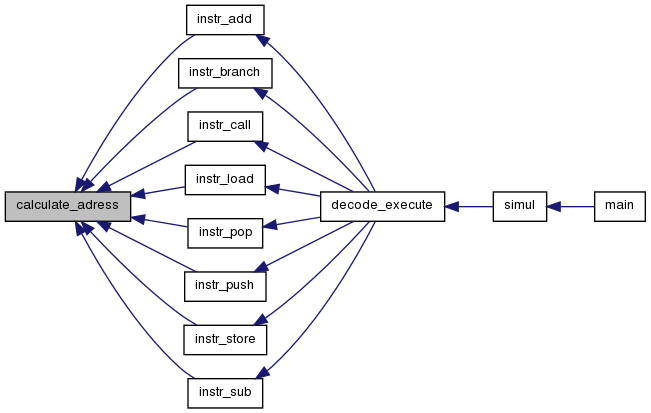 instr_add
instr_branch
instr_call
instr_load
calculate_adress
decode_execute
simul
main
instr_pop
instr_push
instr_store
instr_sub